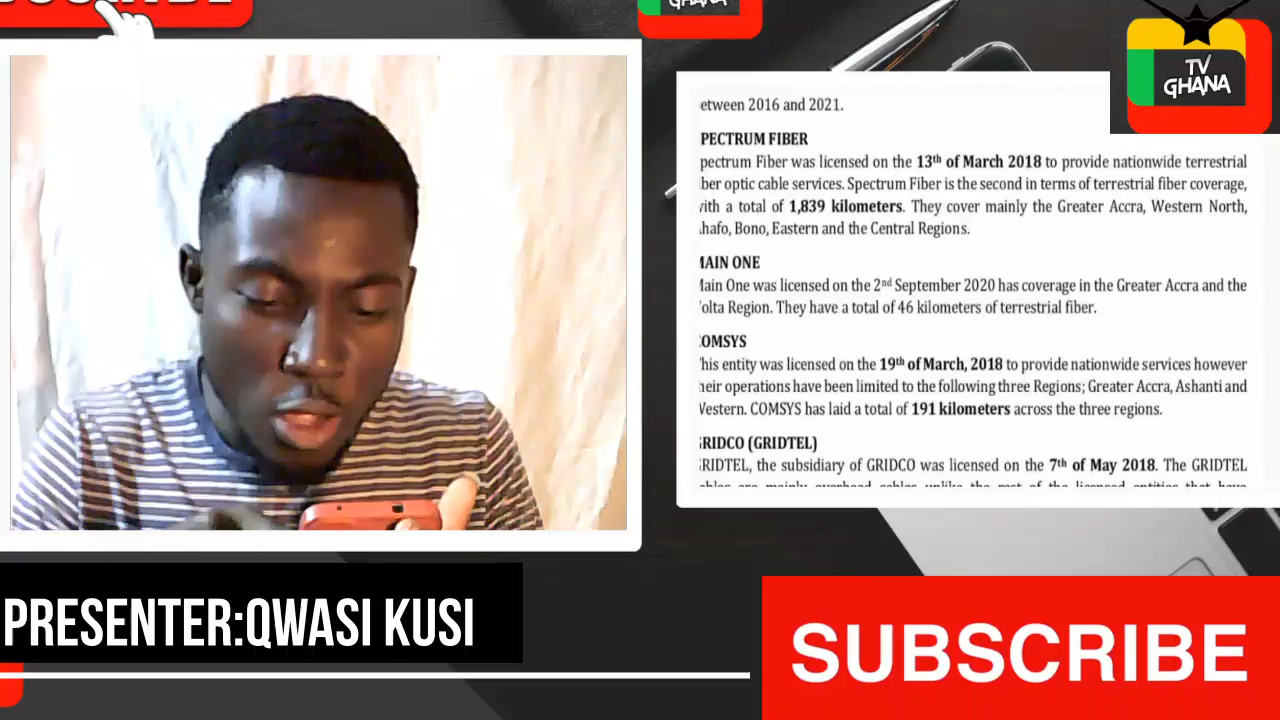 TV
GHANA
etween 2016 and 2021.
PECTRUM FIBER
pectrum Fiber was licensed on the 13th of March 2018 to provide nationwide terrestrial
ber optic cable services. Spectrum Fiber is the second in terms of terrestrial fiber coverage,
with a total of 1,839 kilometers. They cover mainly the Greater Accra, Western North,
hafo, Bono, Eastern and the Central Regions.
MAIN ONE
Main One was licensed on the 2nd September 2020 has coverage in the Greater Accra and the
olta Region. They have a total of 46 kilometers of terrestrial fiber.
COMSYS
his entity was licensed on the 19th of March, 2018 to provide nationwide services however
heir operations have been limited to the following three Regions; Greater Accra, Ashanti and
Western. COMSYS has laid a total of 191 kilometers across the three regions.
GRIDCO (GRIDTEL)
GRIDTEL, the subsidiary of GRIDCO was licensed on the 7th of May 2018. The GRIDTEL
PRESENTER:QWASI KUSI
SUBSCRIBE